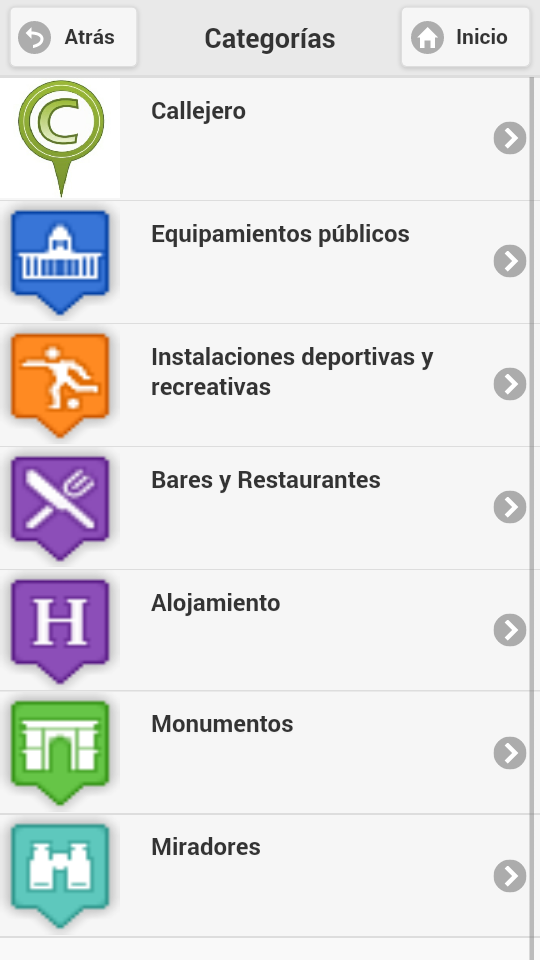 Atrás
Categorías
Inicio
C
Callejero
Equipamientos públicos
Instalaciones deportivas y
recreativas
Bares y Restaurantes
H
Alojamiento
Monumentos
Miradores